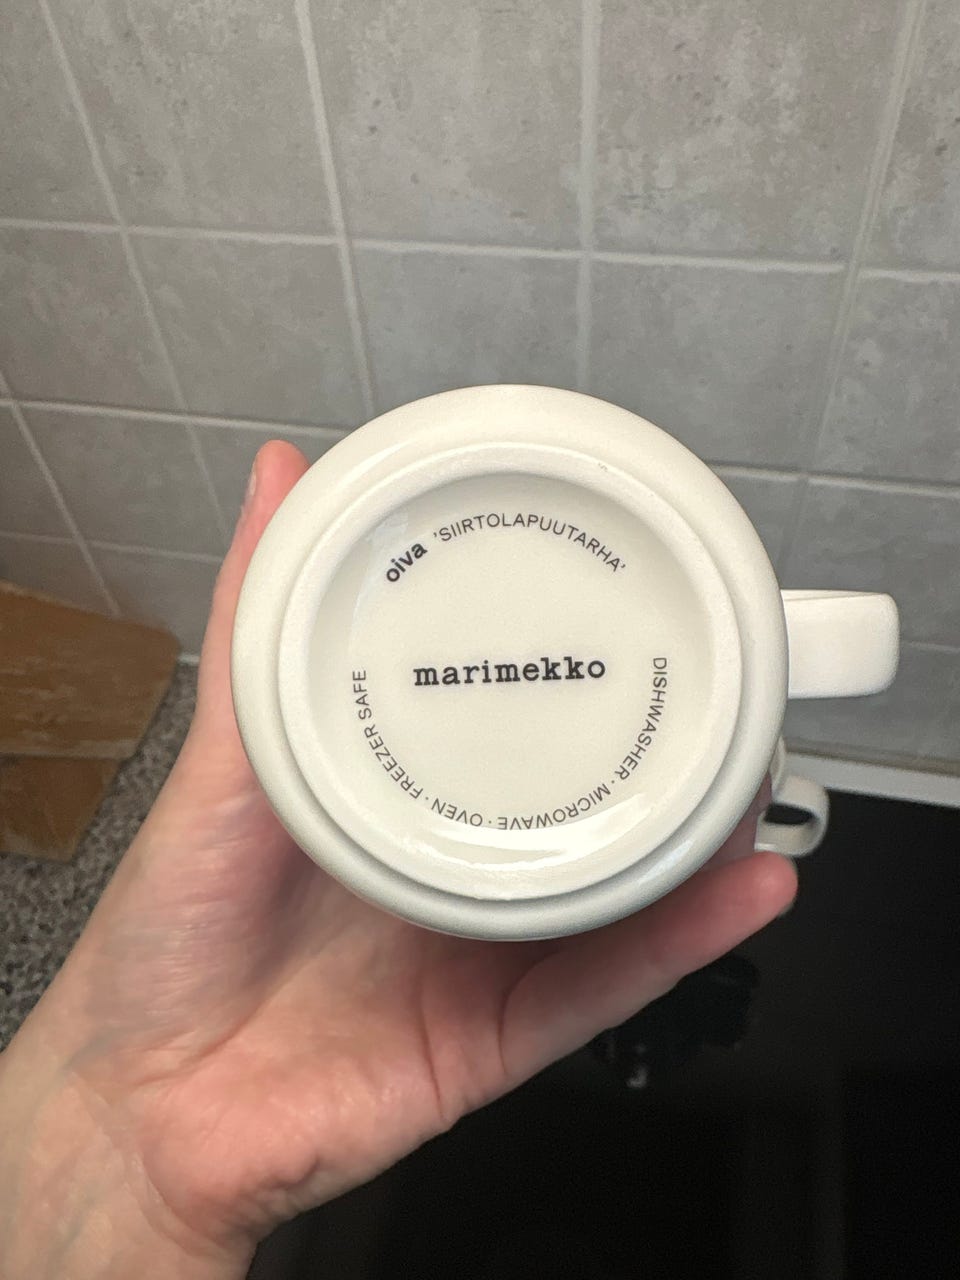 oiva 'SIIRTOLAPUUTARHA'
marimekko
DISHWASHER · MICROWAVE · OVEN · FREEZER SAFE